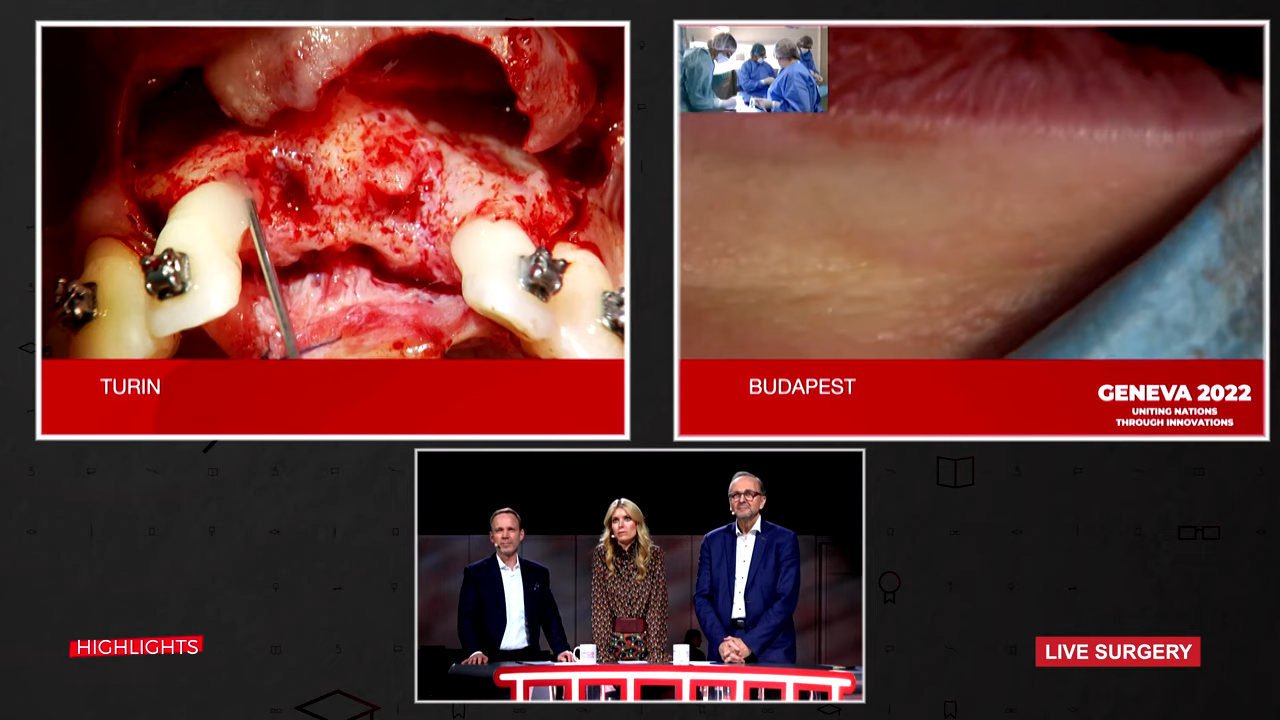 TURIN
BUDAPEST
GENEVA 2022
UNITING NATIONS
THROUGH INNOVATIONS
HIGHLIGHTS
LIVE SURGERY